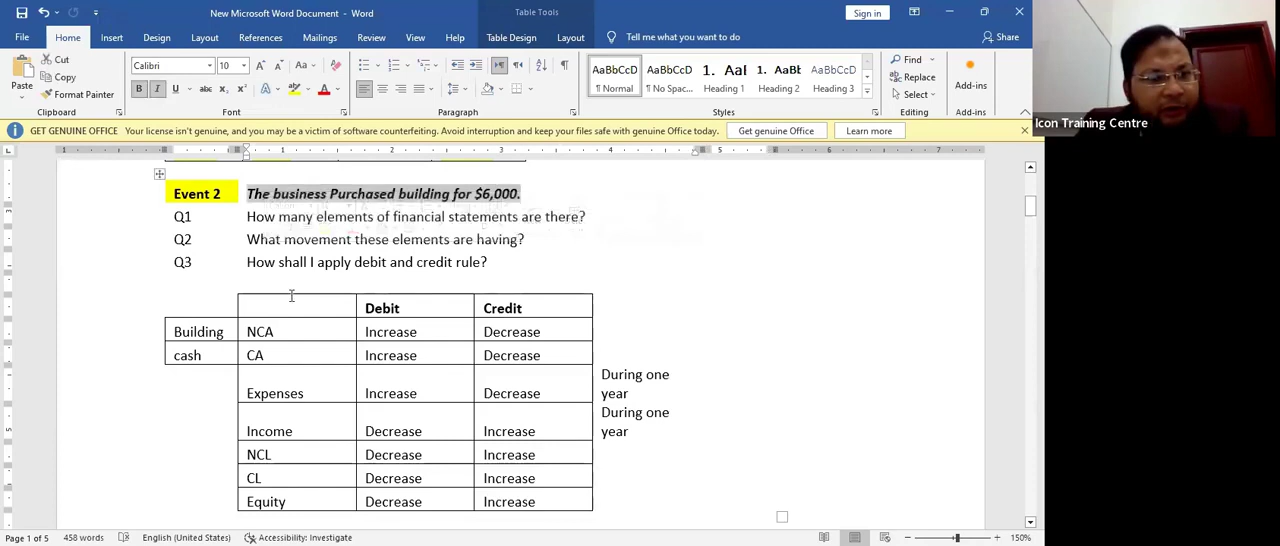 New Microsoft Word Document - Word
Table Tools
Sign in
File Home Insert Design Layout References Mailings Review View Help Table Design Layout Tell me what you want to do Share
Paste
Cut
Copy
Format Painter
Clipboard
Calibri 10
Font
Paragraph
AaBbCcD AaBbCcD 1. AaI 1. AaBt AaBbCcD
¶ Normal ¶ No Spac... Heading 1 Heading 2 Heading 3
Styles
Find
Replace
Select
Editing
Add-ins
Add-ins
Icon Training Centre
GET GENUINE OFFICE Your license isn't genuine, and you may be a victim of software counterfeiting. Avoid interruption and keep your files safe with genuine Office today. Get genuine Office Learn more
1 1 2 3 4 5 6 7
Event 2 The business Purchased building for $6,000.
Q1 How many elements of financial statements are there?
Q2 What movement these elements are having?
Q3 How shall I apply debit and credit rule?
Debit Credit
Building NCA Increase Decrease
cash CA Increase Decrease
Expenses Increase Decrease During one year
Income Decrease Increase During one year
NCL Decrease Increase
CL Decrease Increase
Equity Decrease Increase
Page 1 of 5 458 words English (United States) Accessibility: Investigate 150%